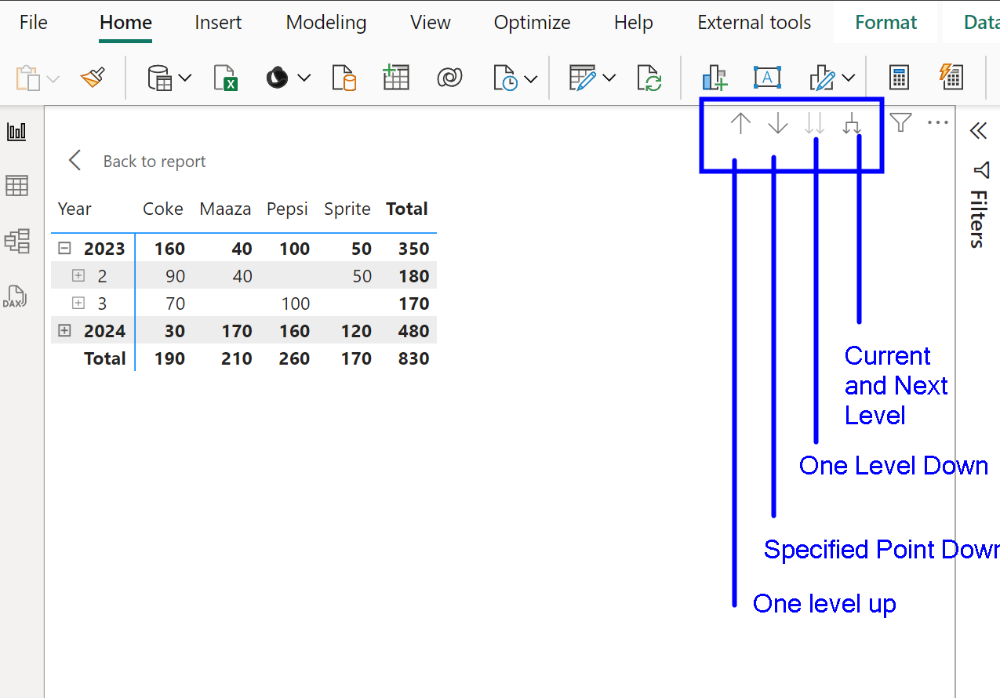 File Home Insert Modeling View Optimize Help External tools Format Data
A
Back to report
Year Coke Maaza Pepsi Sprite Total
2023 160 40 100 50 350
2 90 40 50 180
3 70 100 170
2024 30 170 160 120 480
Total 190 210 260 170 830
DAX
Filters
Current
and Next
Level
One Level Down
Specified Point Down
One level up